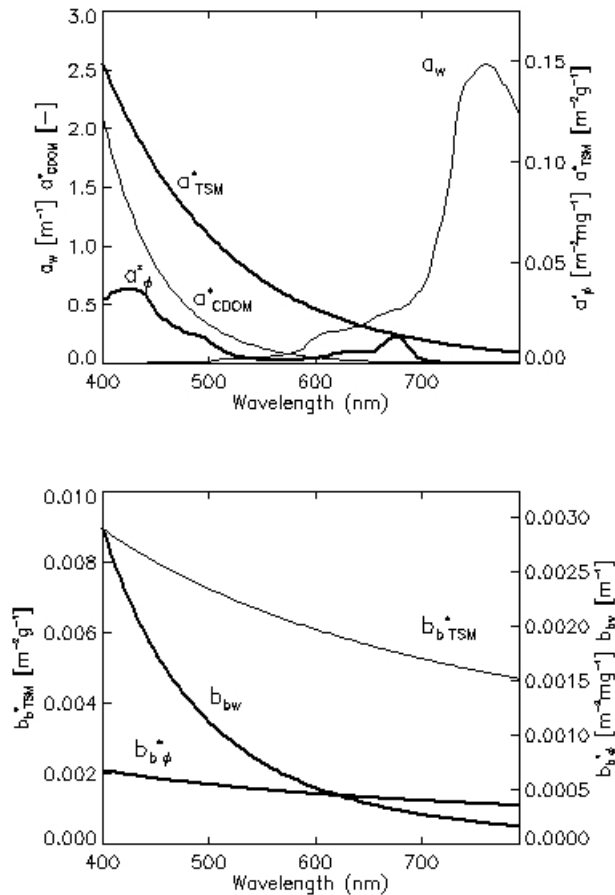 3.0
2.5
2.0
1.5
1.0
0.5
0.0
a_w [m⁻¹] a*_CDOM [–]
0.15
0.10
0.05
0.00
a*_ϕ [m⁻²mg⁻¹] a*_TSM [m⁻²g⁻¹]
a_w
a*_TSM
a*_ϕ
a*_CDOM
400 500 600 700
Wavelength (nm)
0.010
0.008
0.006
0.004
0.002
0.000
b_b*_TSM [m⁻²g⁻¹]
0.0030
0.0025
0.0020
0.0015
0.0010
0.0005
0.0000
b_b*_ϕ [m⁻²mg⁻¹] b_bw [m⁻¹]
b_b*_TSM
b_bw
b_b*_ϕ
400 500 600 700
Wavelength (nm)